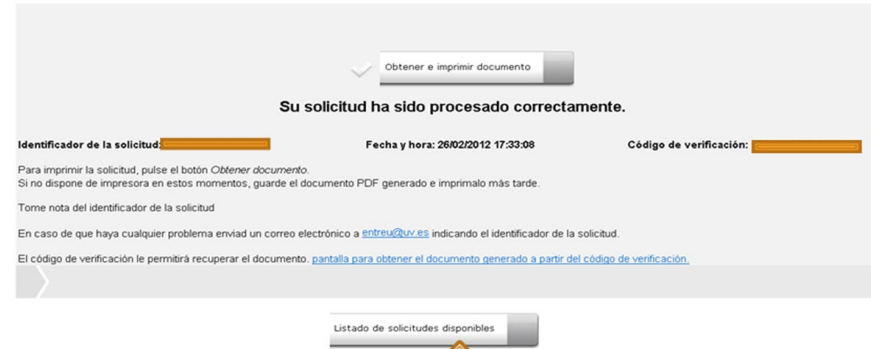 Obtener e imprimir documento
Su solicitud ha sido procesado correctamente.
Identificador de la solicitud: Fecha y hora: 26/02/2012 17:33:08 Código de verificación:
Para imprimir la solicitud, pulse el botón Obtener documento.
Si no dispone de impresora en estos momentos, guarde el documento PDF generado e imprimalo más tarde.
Tome nota del identificador de la solicitud
En caso de que haya cualquier problema enviad un correo electrónico a entreu@uv.es indicando el identificador de la solicitud.
El código de verificación le permitirá recuperar el documento. pantalla para obtener el documento generado a partir del código de verificación.
Listado de solicitudes disponibles